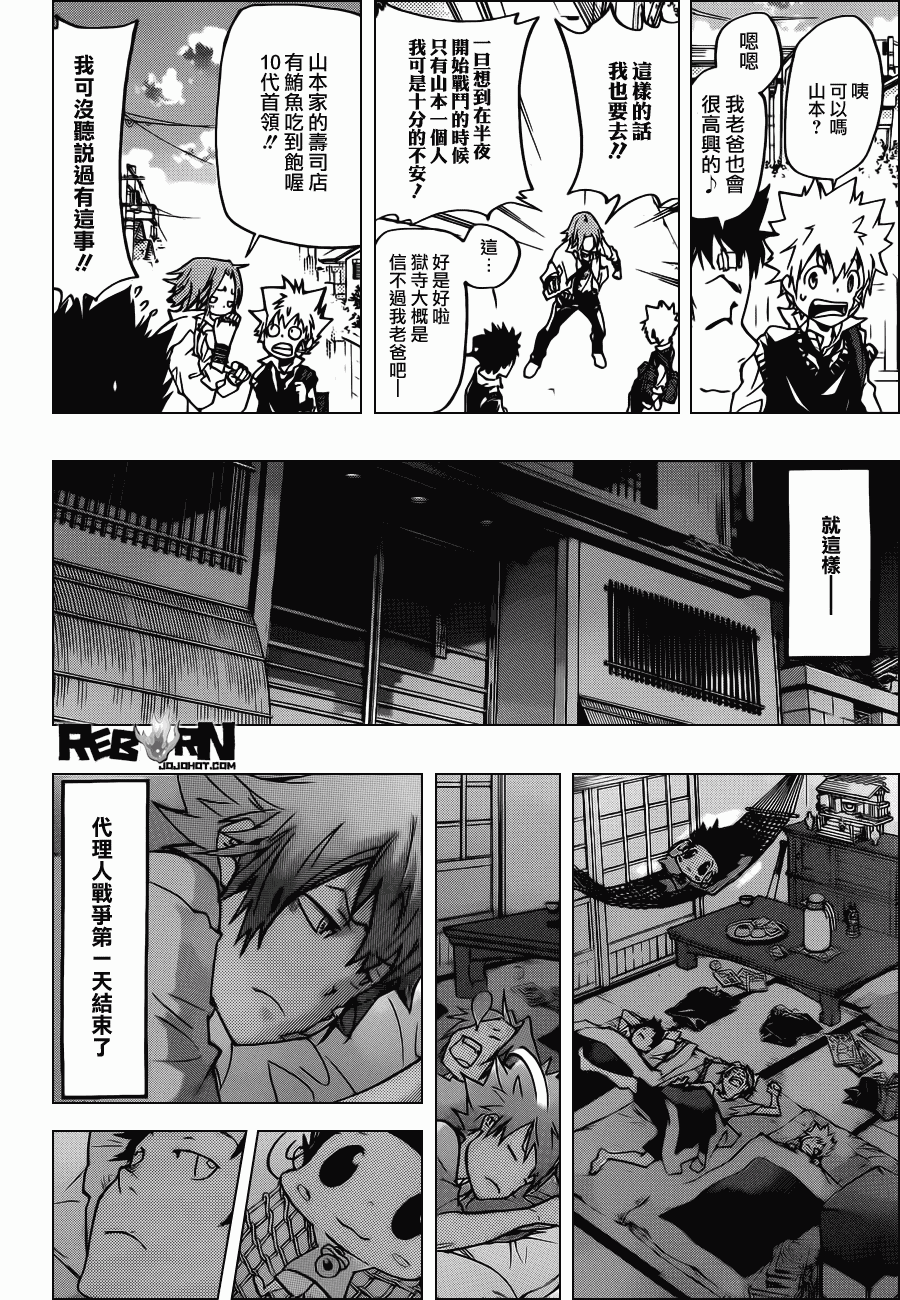 咦
可以嗎
山本?
嗯嗯
我老爸也會
很高興的♪
這樣的話
我也要去!!
一日想到在半夜
開始戰鬥的時候
只有山本一個人
我可是十分的不安!
這…
好是好啦
獄寺大概是
信不過我老爸吧—
山本家的壽司店
有鮪魚吃到飽喔
10代首領!!
我可沒聽説過有這事!!
就這樣——
REBORN
JOJOHOT.COM
代理人戰爭第一天結束了